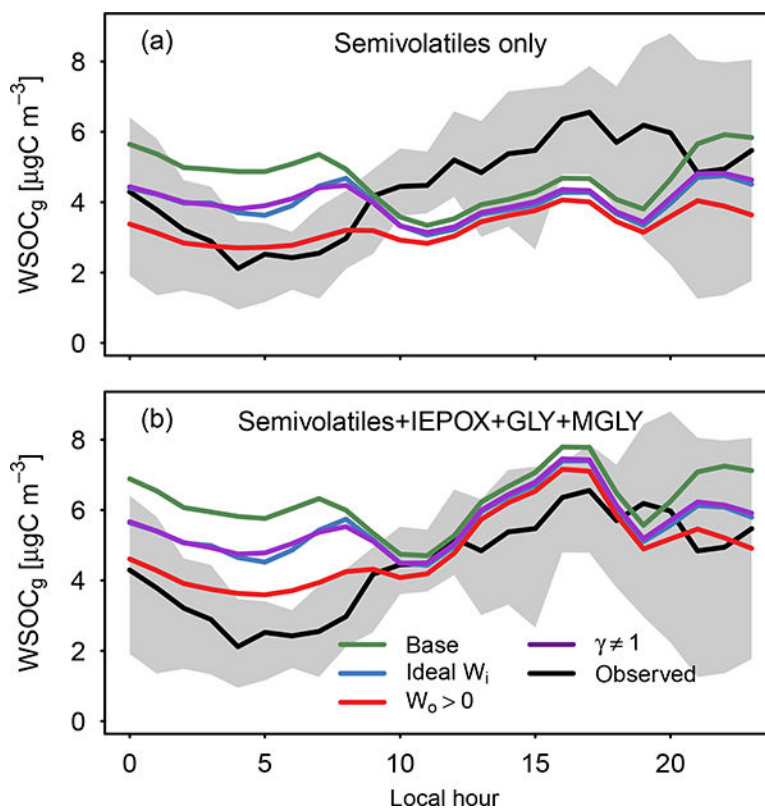 (a) Semivolatiles only
WSOCg [µgC m⁻³]
8
6
4
2
0
(b) Semivolatiles+IEPOX+GLY+MGLY
WSOCg [µgC m⁻³]
8
6
4
2
0
Base
Ideal Wᵢ
Wₒ > 0
γ ≠ 1
Observed
0 5 10 15 20
Local hour